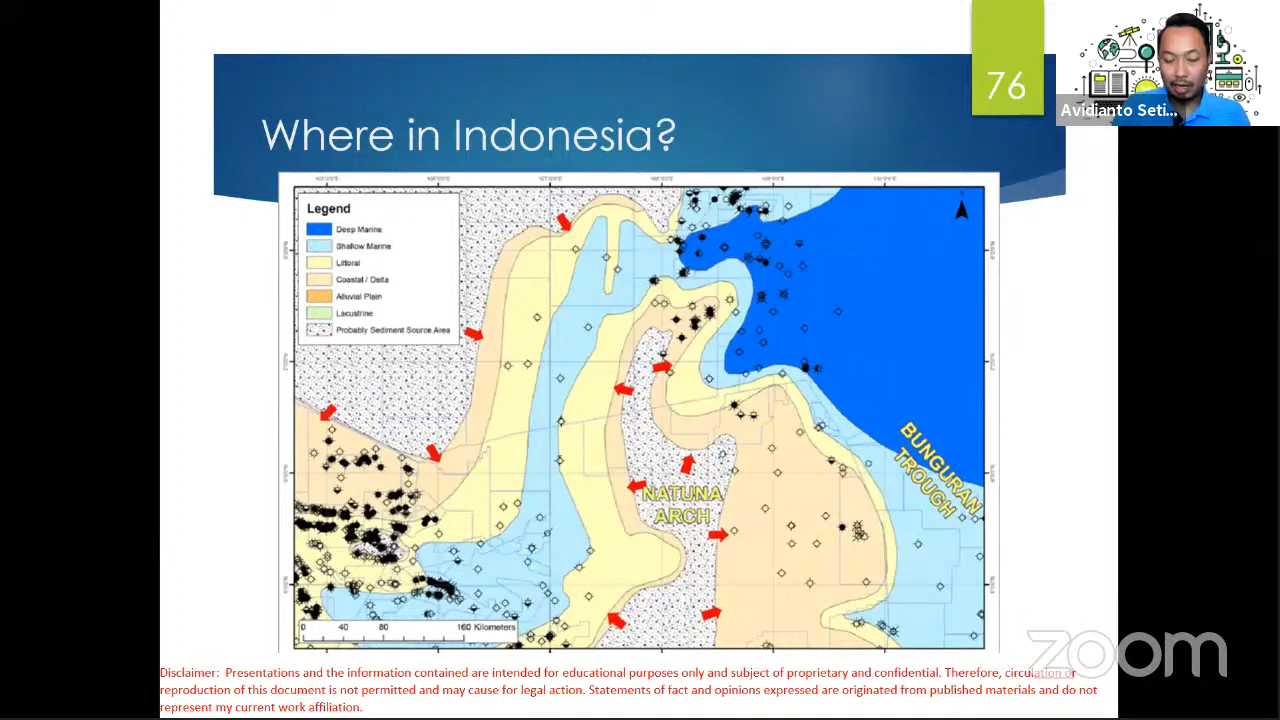 76
Avidianto Seti...
Where in Indonesia?
Legend
Deep Marine
Shallow Marine
Littoral
Coastal / Delta
Alluvial Plain
Lacustrine
Probably Sediment Source Area
BUNGURAN
TROUGH
NATUNA
ARCH
0 40 80 160 Kilometers
zoom
Disclaimer: Presentations and the information contained are intended for educational purposes only and subject of proprietary and confidential. Therefore, circulation or
reproduction of this document is not permitted and may cause for legal action. Statements of fact and opinions expressed are originated from published materials and do not
represent my current work affiliation.